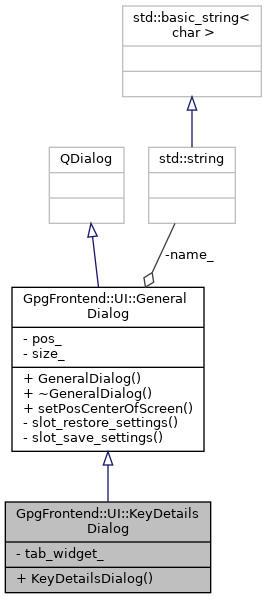 std::basic_string<
char >
QDialog
std::string
-name_
GpgFrontend::UI::General
Dialog
- pos_
- size_
+ GeneralDialog()
+ ~GeneralDialog()
+ setPosCenterOfScreen()
- slot_restore_settings()
- slot_save_settings()
GpgFrontend::UI::KeyDetails
Dialog
- tab_widget_
+ KeyDetailsDialog()